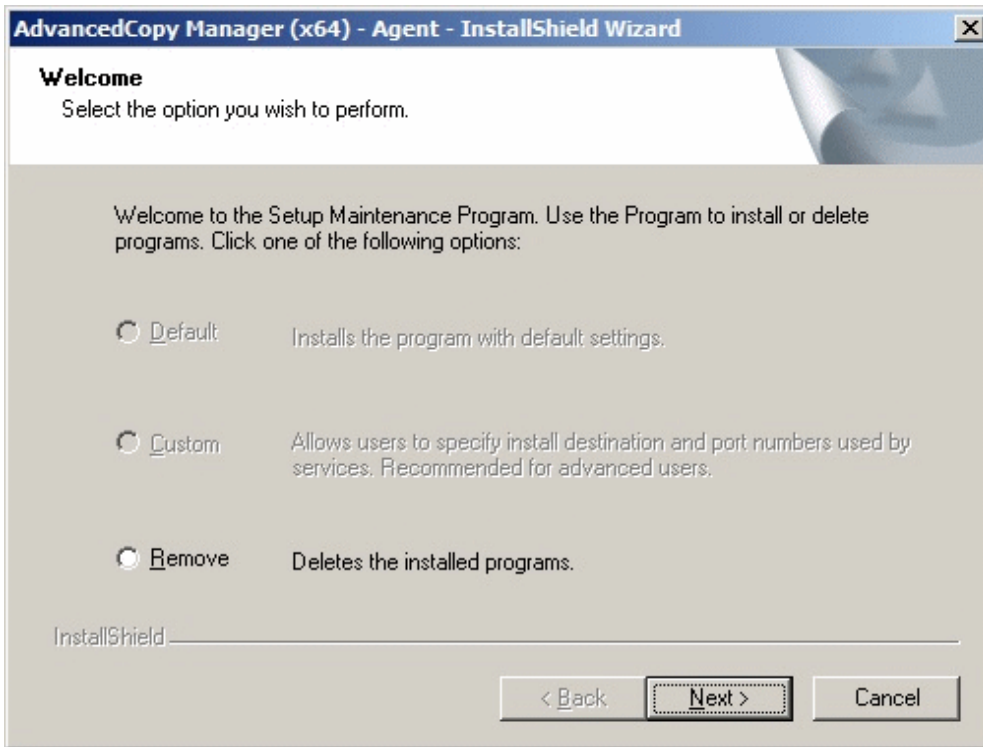 AdvancedCopy Manager (x64) - Agent - InstallShield Wizard
Welcome
Select the option you wish to perform.
Welcome to the Setup Maintenance Program. Use the Program to install or delete
programs. Click one of the following options:
Default
Installs the program with default settings.
Custom
Allows users to specify install destination and port numbers used by
services. Recommended for advanced users.
Remove
Deletes the installed programs.
InstallShield
< Back
Next >
Cancel